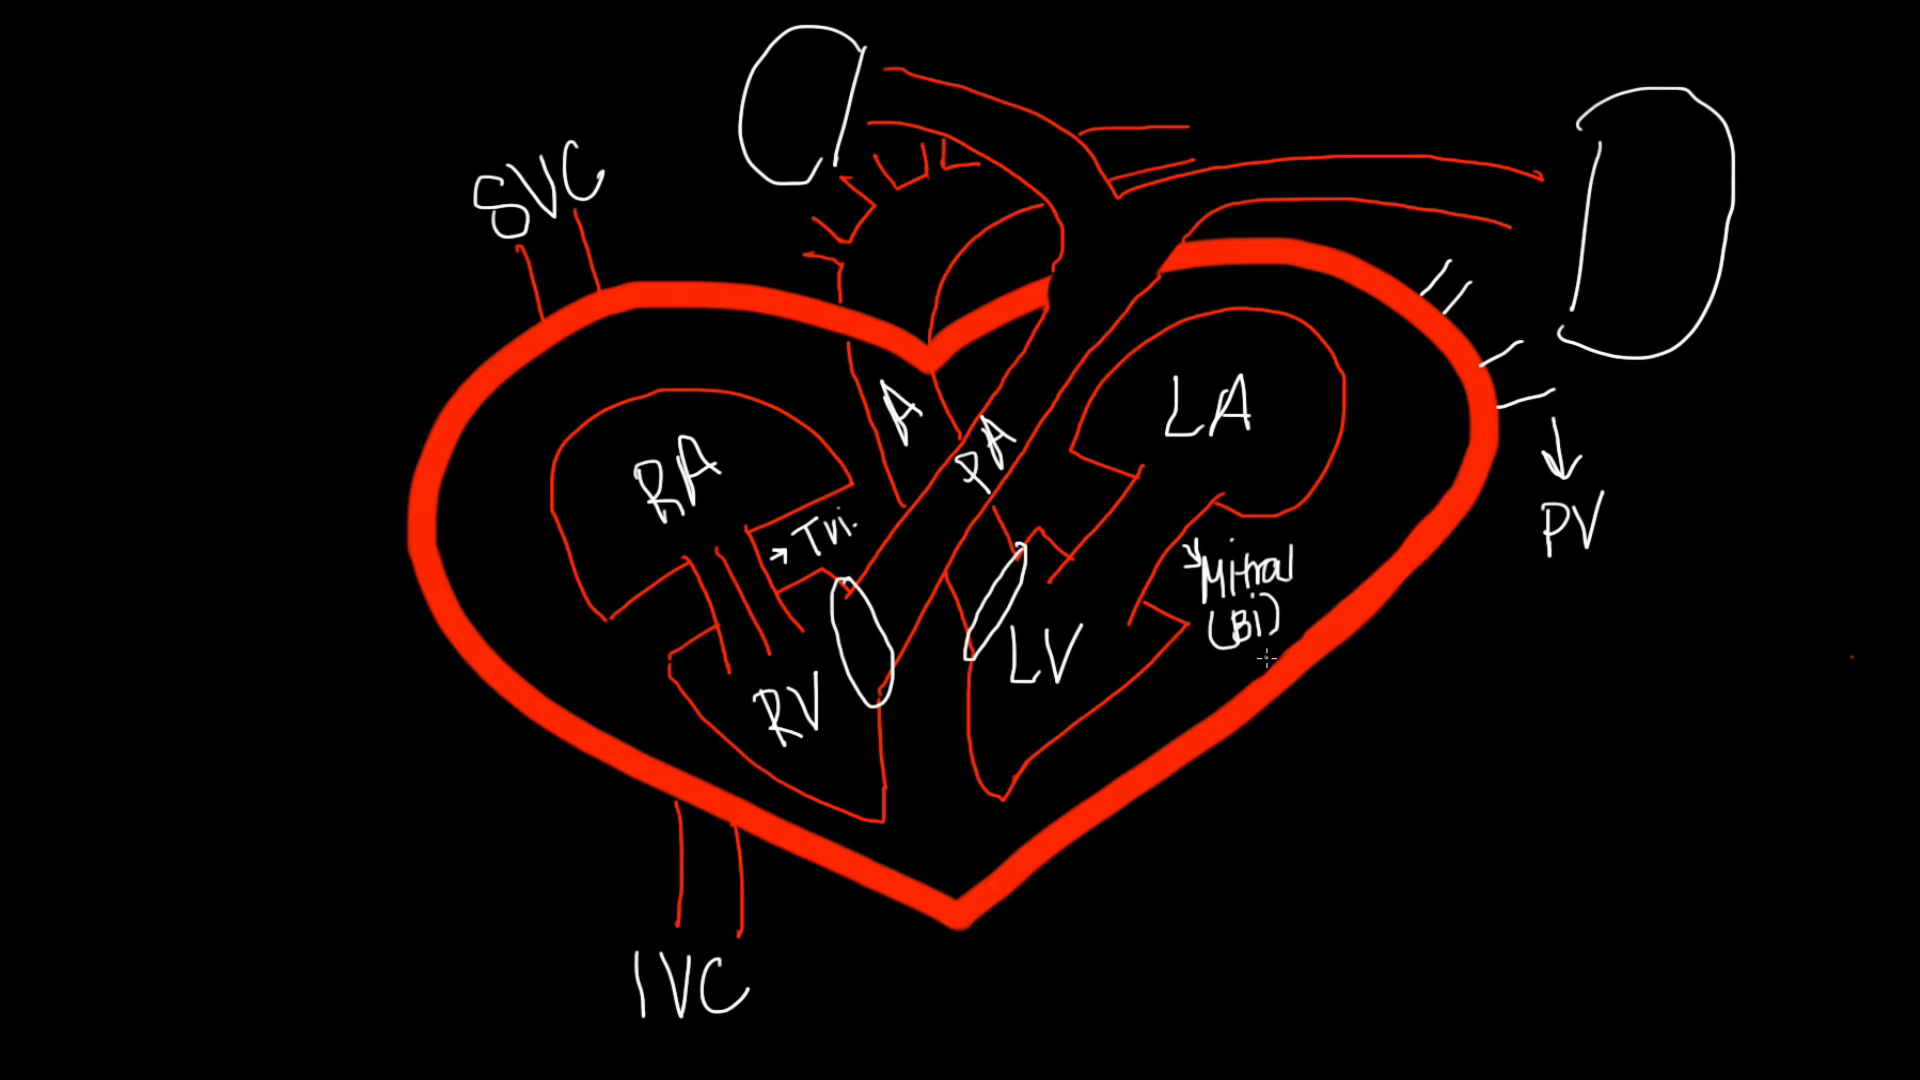 SVC
A
LA
PA
RA
Tri.
PV
Mitral
(Bi)
LV
RV
IVC